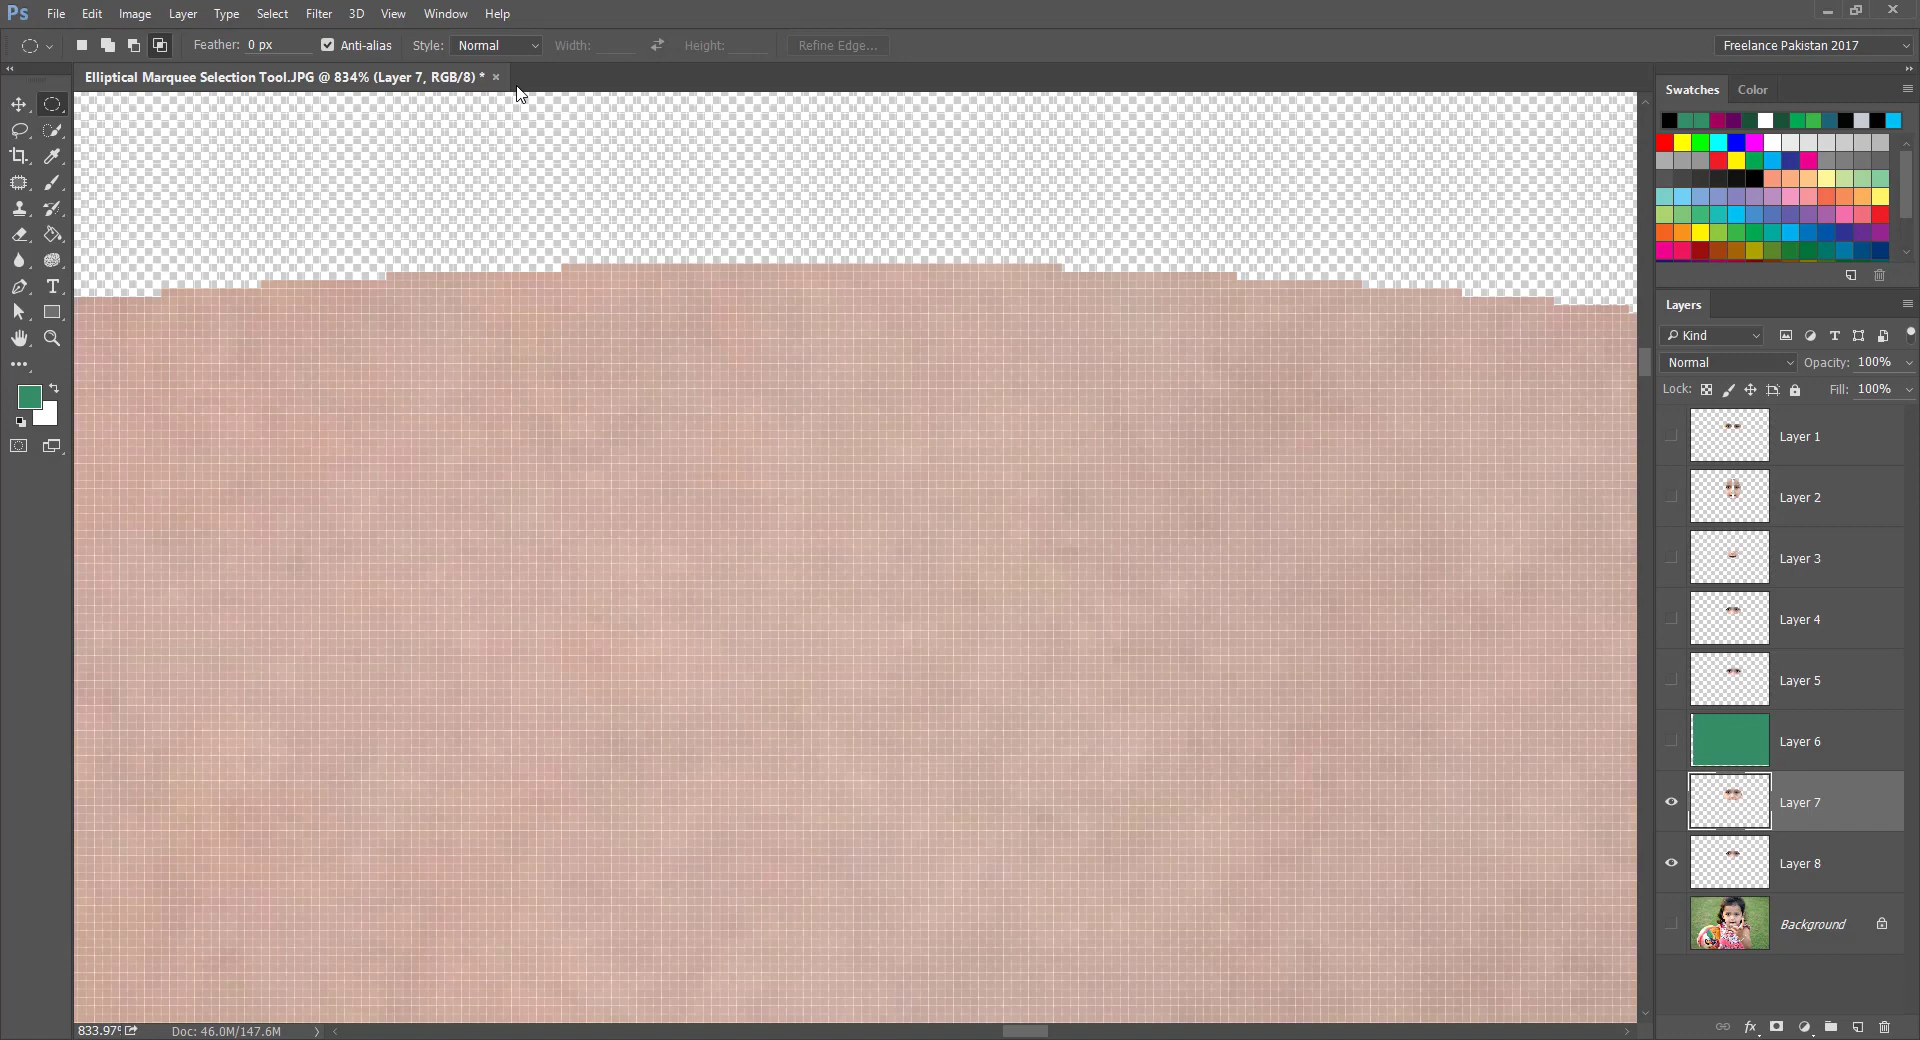 Ps File Edit Image Layer Type Select Filter 3D View Window Help
Feather: 0 px Anti-alias Style: Normal Width: Height: Refine Edge... Freelance Pakistan 2017
Elliptical Marquee Selection Tool.JPG @ 834% (Layer 7, RGB/8) * ×
Swatches Color
Layers
Kind
Normal Opacity: 100%
Lock: Fill: 100%
Layer 1
Layer 2
Layer 3
Layer 4
Layer 5
Layer 6
Layer 7
Layer 8
Background
833.97% Doc: 46.0M/147.6M